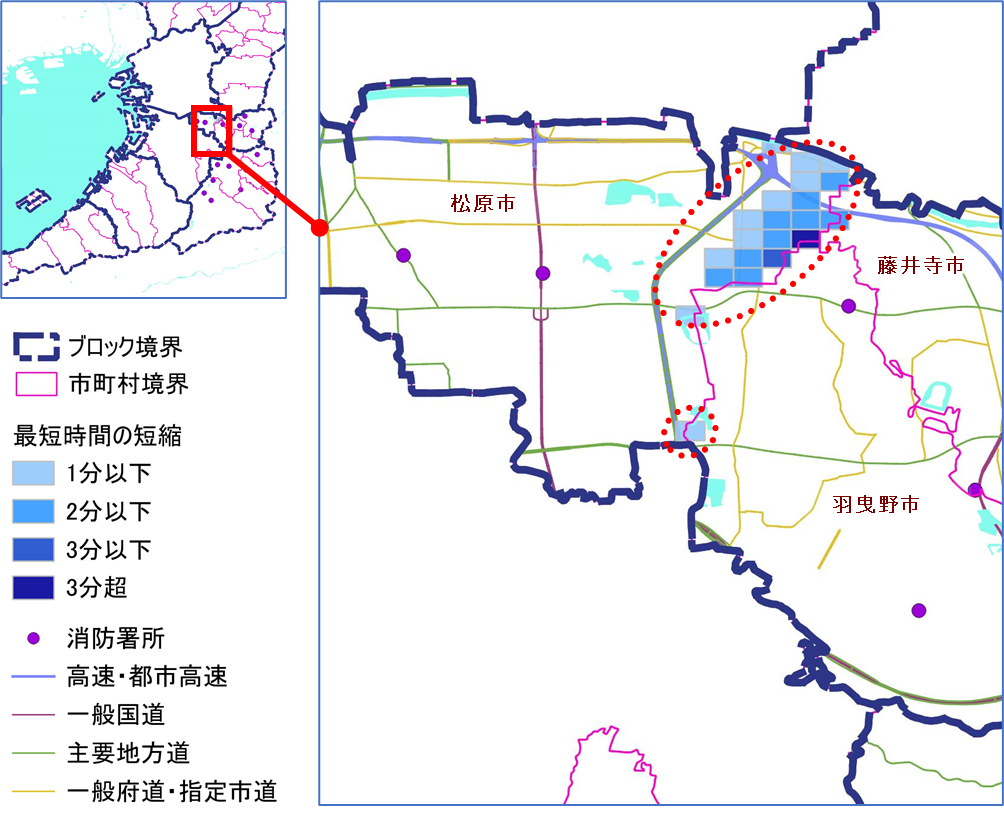 松原市
藤井寺市
羽曳野市
ブロック境界
市町村境界
最短時間の短縮
1分以下
2分以下
3分以下
3分超
消防署所
高速・都市高速
一般国道
主要地方道
一般府道・指定市道